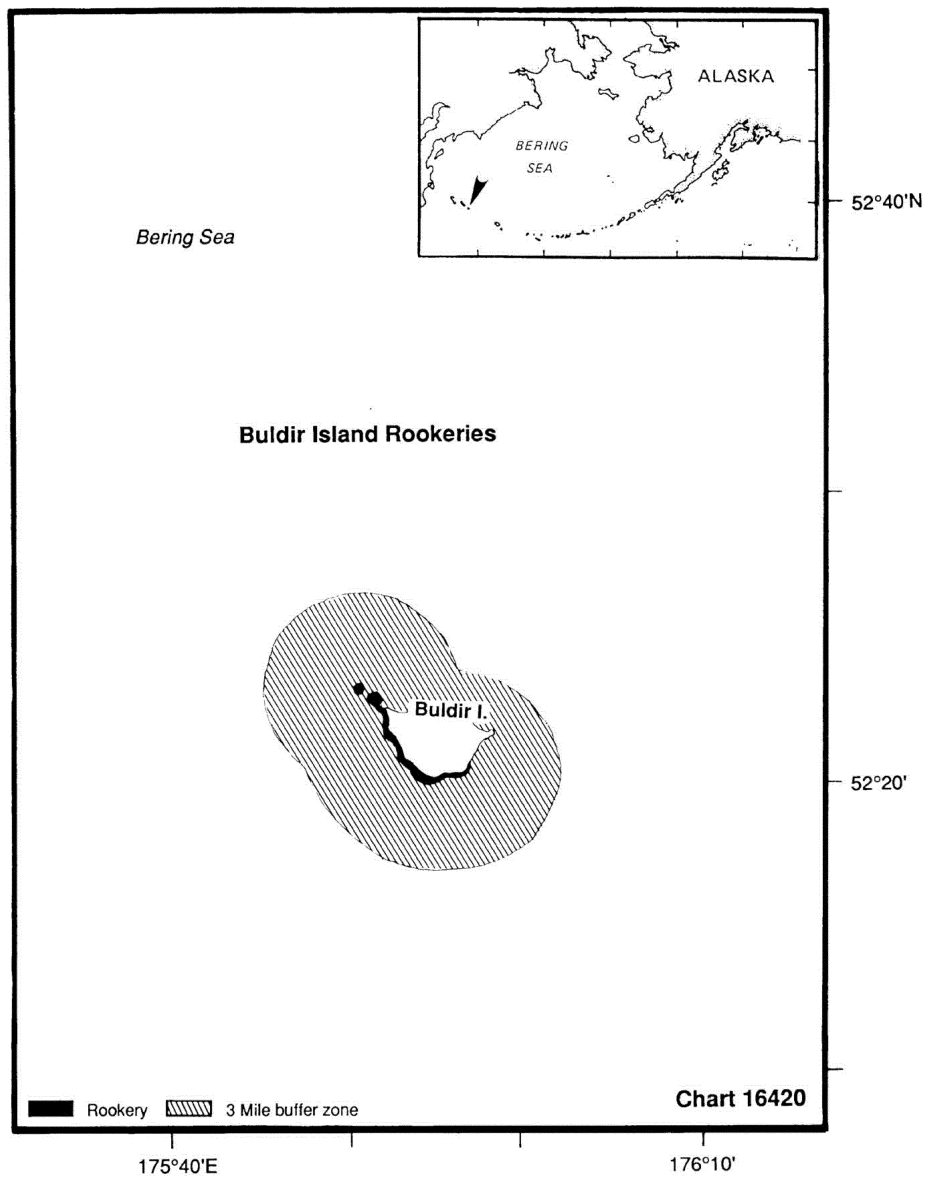 ALASKA
BERING
SEA
52°40'N
Bering Sea
Buldir Island Rookeries
Buldir I.
52°20'
Rookery 3 Mile buffer zone
Chart 16420
175°40'E 176°10'